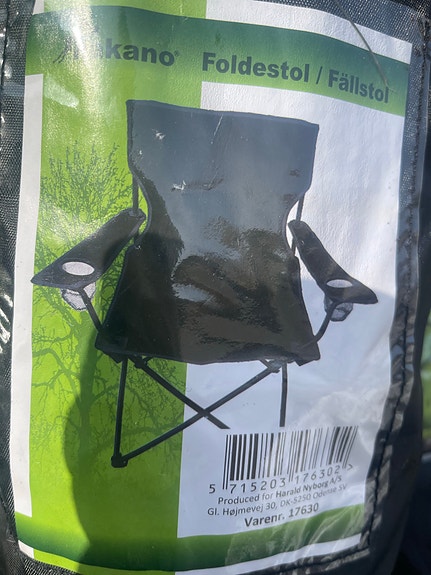 Foldestol / Fällstol
5 715203 176302
Produced for Harald Nyborg A/S
Gl. Højmevej 30, DK-5250 Odense SV
Varenr. 17630